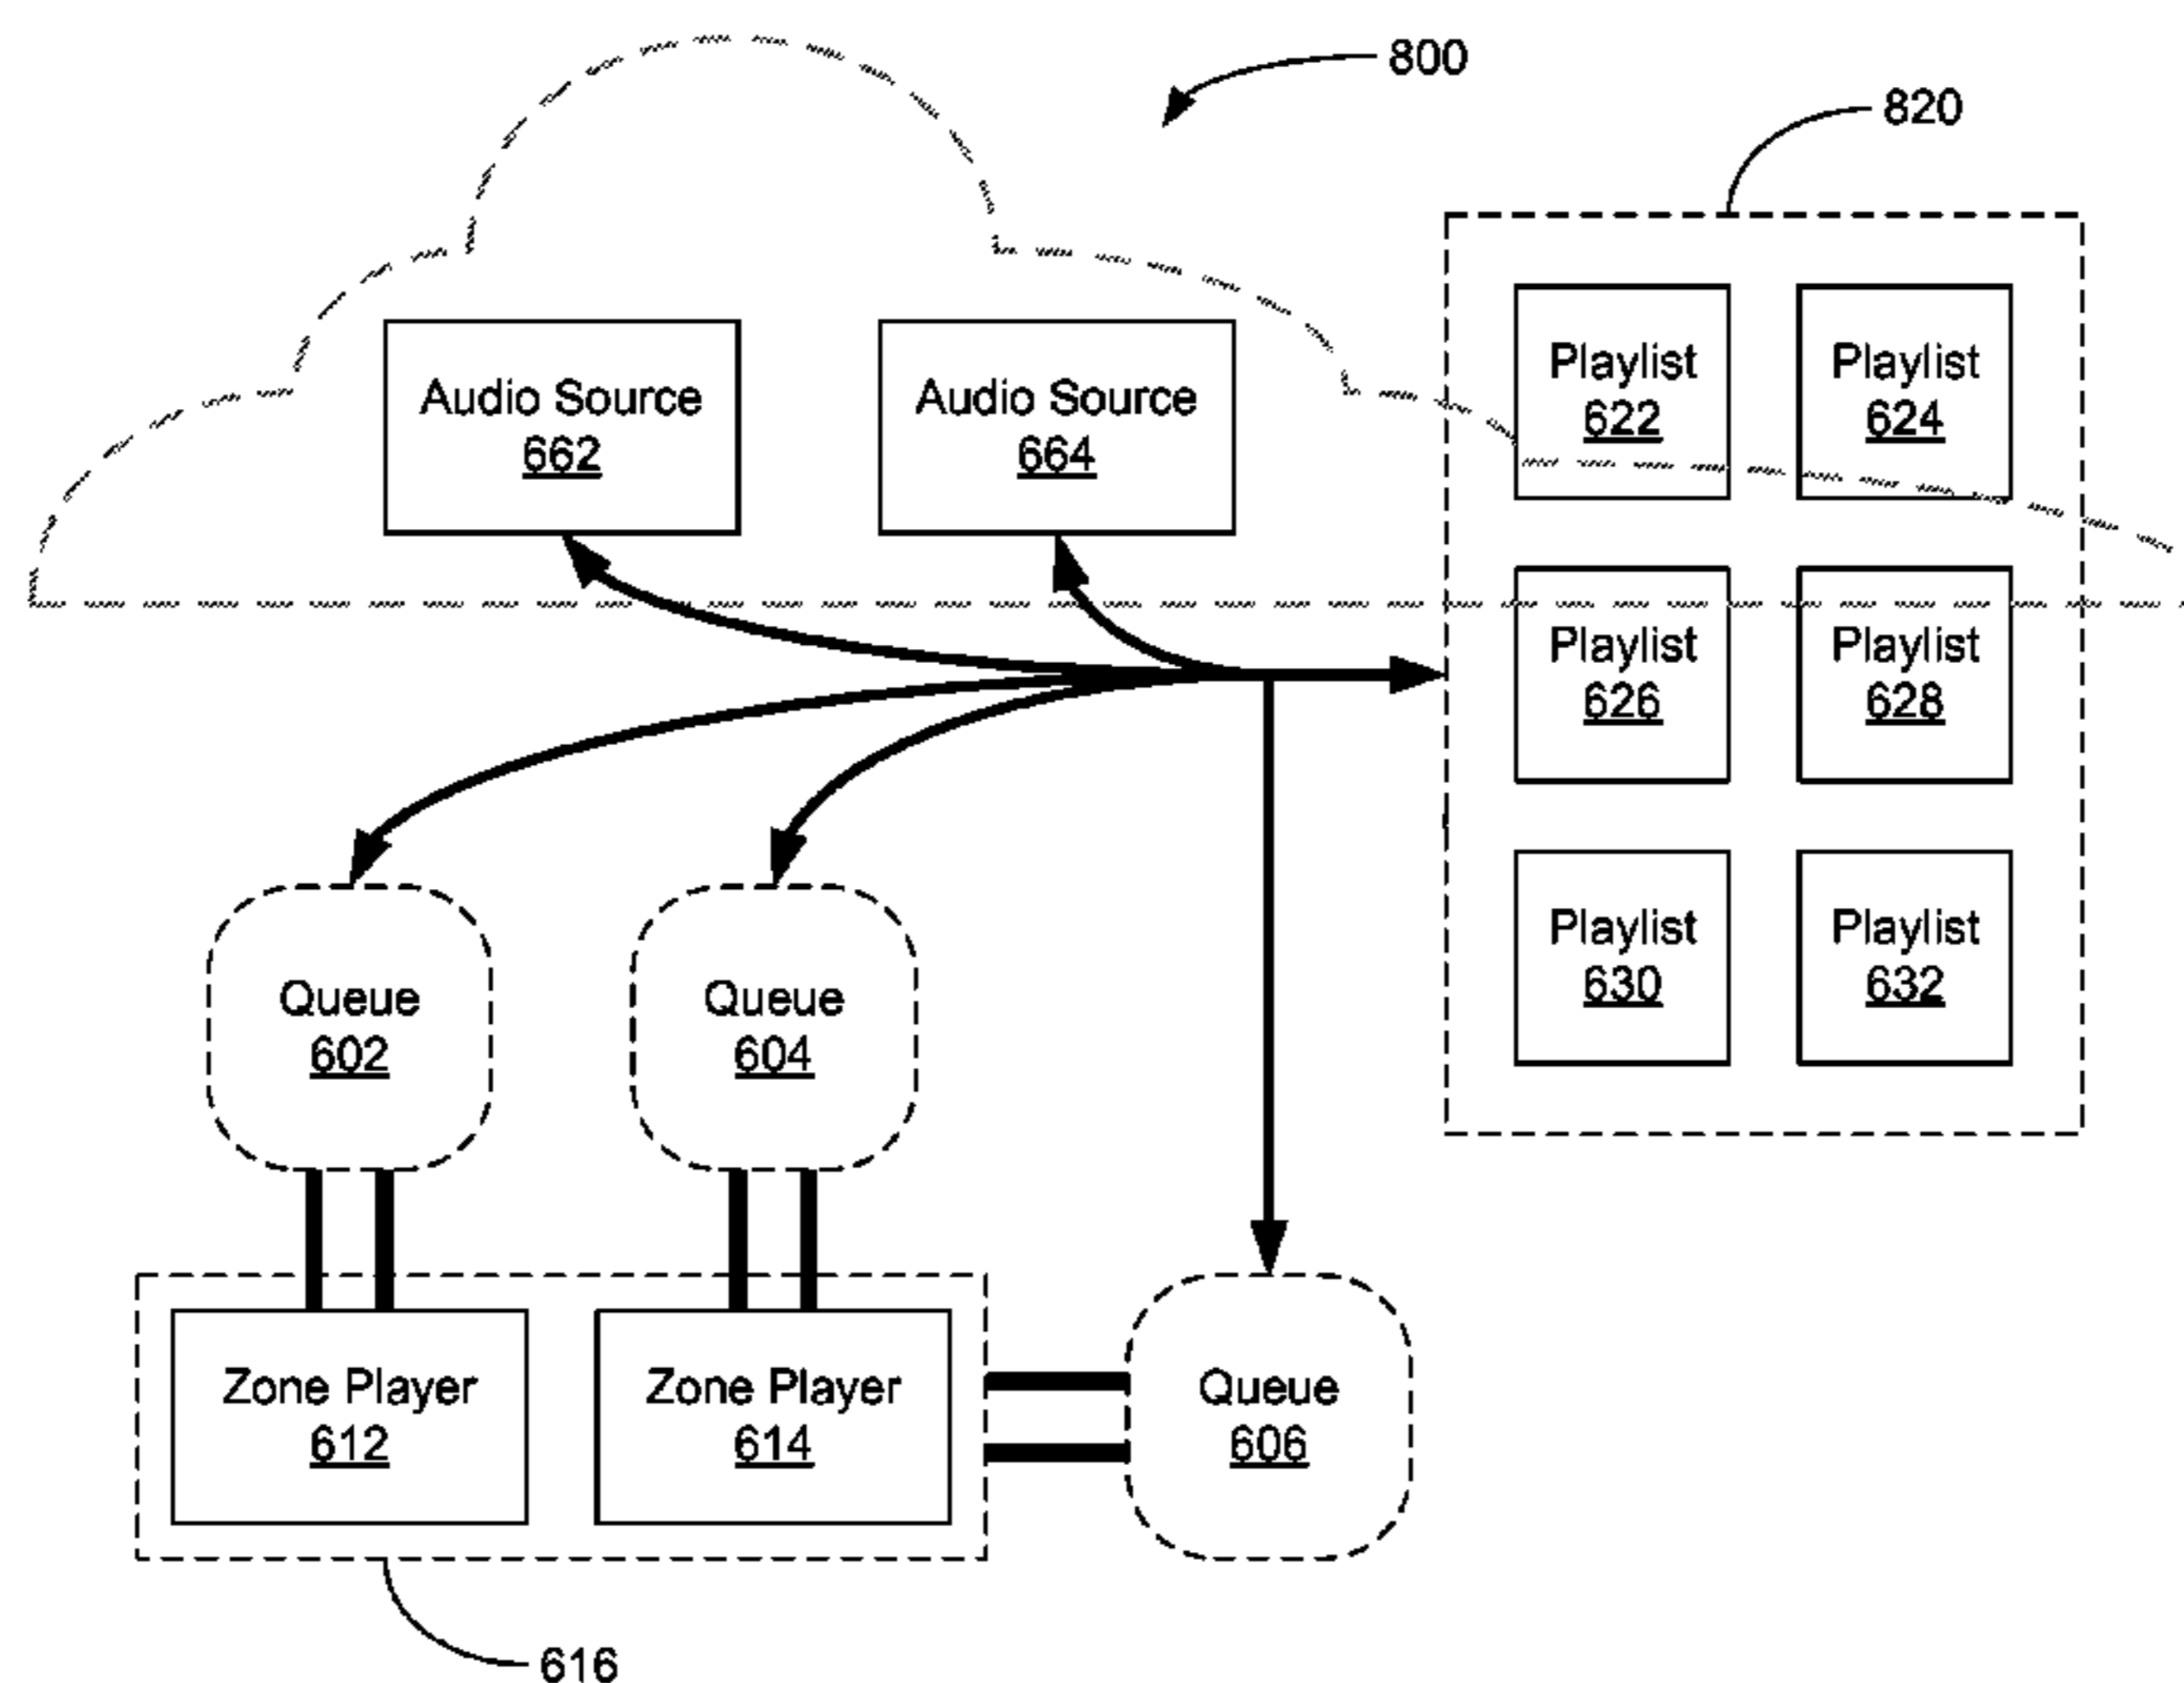 800
820
Playlist
622
Playlist
624
Audio Source
662
Audio Source
664
Playlist
626
Playlist
628
Playlist
630
Playlist
632
Queue
602
Queue
604
Zone Player
612
Zone Player
614
Queue
606
616